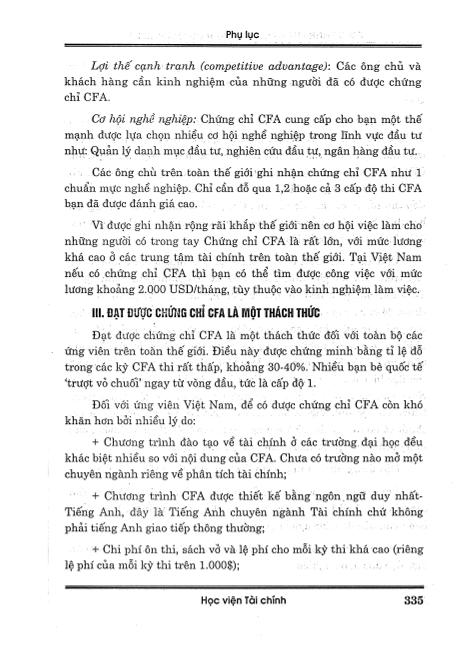 Phụ lục
Lợi thế cạnh tranh (competitive advantage): Các ông chủ và
khách hàng cần kinh nghiệm của những người đã có được chứng
chỉ CFA.
Cơ hội nghề nghiệp: Chứng chỉ CFA cung cấp cho bạn một thế
mạnh được lựa chọn nhiều cơ hội nghề nghiệp trong lĩnh vực đầu tư
như: Quản lý danh mục đầu tư, nghiên cứu đầu tư, ngân hàng đầu tư.
Các ông chủ trên toàn thế giới ghi nhận chứng chỉ CFA như 1
chuẩn mực nghề nghiệp. Chỉ cần đỗ qua 1,2 hoặc cả 3 cấp độ thi CFA
bạn đã được đánh giá cao.
Vì được ghi nhận rộng rãi khắp thế giới nên cơ hội việc làm cho
những người có trong tay Chứng chỉ CFA là rất lớn, với mức lương
khá cao ở các trung tâm tài chính trên toàn thế giới. Tại Việt Nam
nếu có chứng chỉ CFA thì bạn có thể tìm được công việc với mức
lương khoảng 2.000 USD/tháng, tùy thuộc vào kinh nghiệm làm việc.
III. ĐẠT ĐƯỢC CHỨNG CHỈ CFA LÀ MỘT THÁCH THỨC
Đạt được chứng chỉ CFA là một thách thức đối với toàn bộ các
ứng viên trên toàn thế giới. Điều này được chứng minh bằng tỉ lệ đỗ
trong các kỳ CFA thi rất thấp, khoảng 30-40%. Nhiều bạn bè quốc tế
'trượt vỏ chuối' ngay từ vòng đầu, tức là cấp độ 1.
Đối với ứng viên Việt Nam, để có được chứng chỉ CFA còn khó
khăn hơn bởi nhiều lý do:
+ Chương trình đào tạo về tài chính ở các trường đại học đều
khác biệt nhiều so với nội dung của CFA. Chưa có trường nào mở một
chuyên ngành riêng về phân tích tài chính;
+ Chương trình CFA được thiết kế bằng ngôn ngữ duy nhất-
Tiếng Anh, đây là Tiếng Anh chuyên ngành Tài chính chứ không
phải tiếng Anh giao tiếp thông thường;
+ Chi phí ôn thi, sách vở và lệ phí cho mỗi kỳ thi khá cao (riêng
lệ phí của mỗi kỳ thi trên 1.000$);
Học viện Tài chính 335